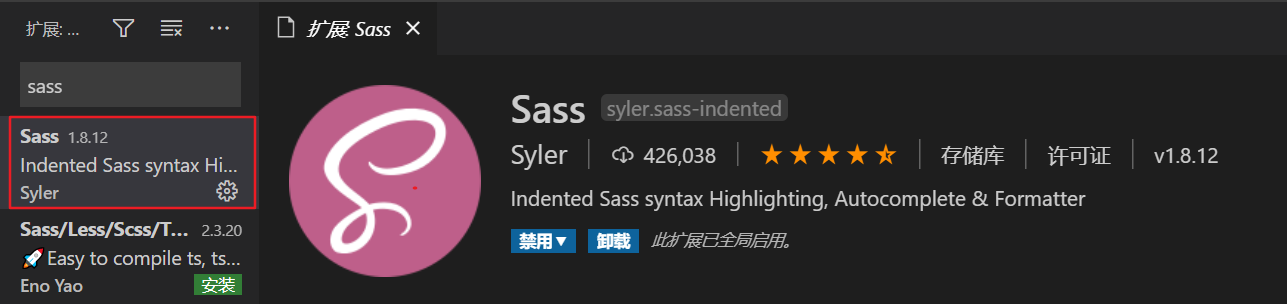 扩展: ...
sass
Sass 1.8.12
Indented Sass syntax Hi...
Syler
Sass/Less/Scss/T... 2.3.20
🚀Easy to compile ts, ts...
Eno Yao 安装
扩展 Sass
Sass syler.sass-indented
Syler 426,038 存储库 许可证 v1.8.12
Indented Sass syntax Highlighting, Autocomplete & Formatter
禁用 卸载 此扩展已全局启用。